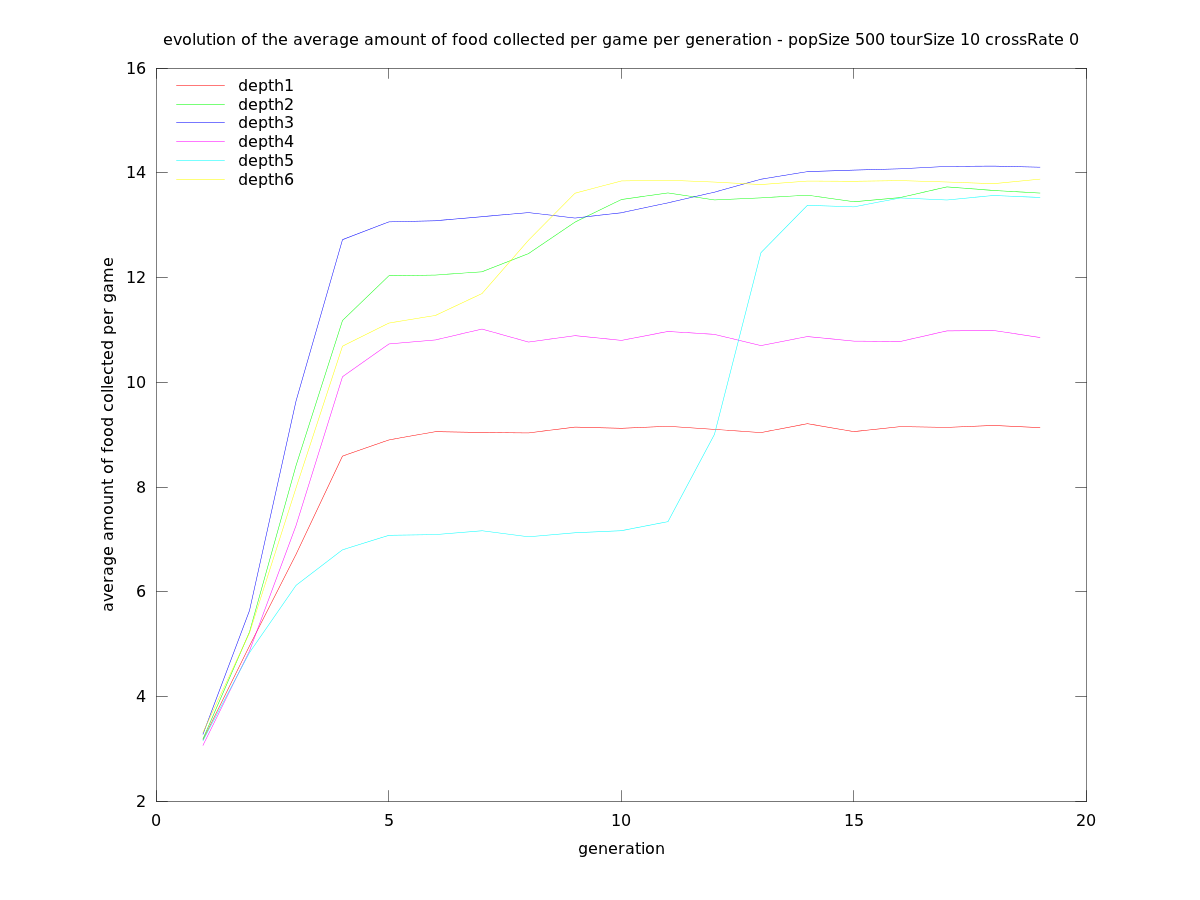 evolution of the average amount of food collected per game per generation - popSize 500 tourSize 10 crossRate 0
16
14
12
10
8
6
4
2
average amount of food collected per game
depth1
depth2
depth3
depth4
depth5
depth6
0 5 10 15 20
generation